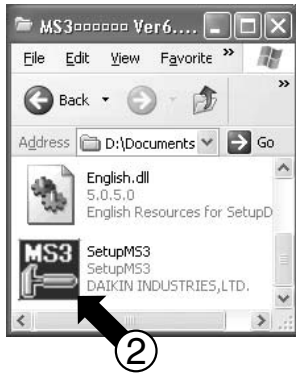 MS3□□□□□□ Ver6....
File Edit View Favorite »
Back »
Address D:\Documents Go
English.dll
5.0.5.0
English Resources for SetupD
MS3
SetupMS3
SetupMS3
DAIKIN INDUSTRIES,LTD.
②